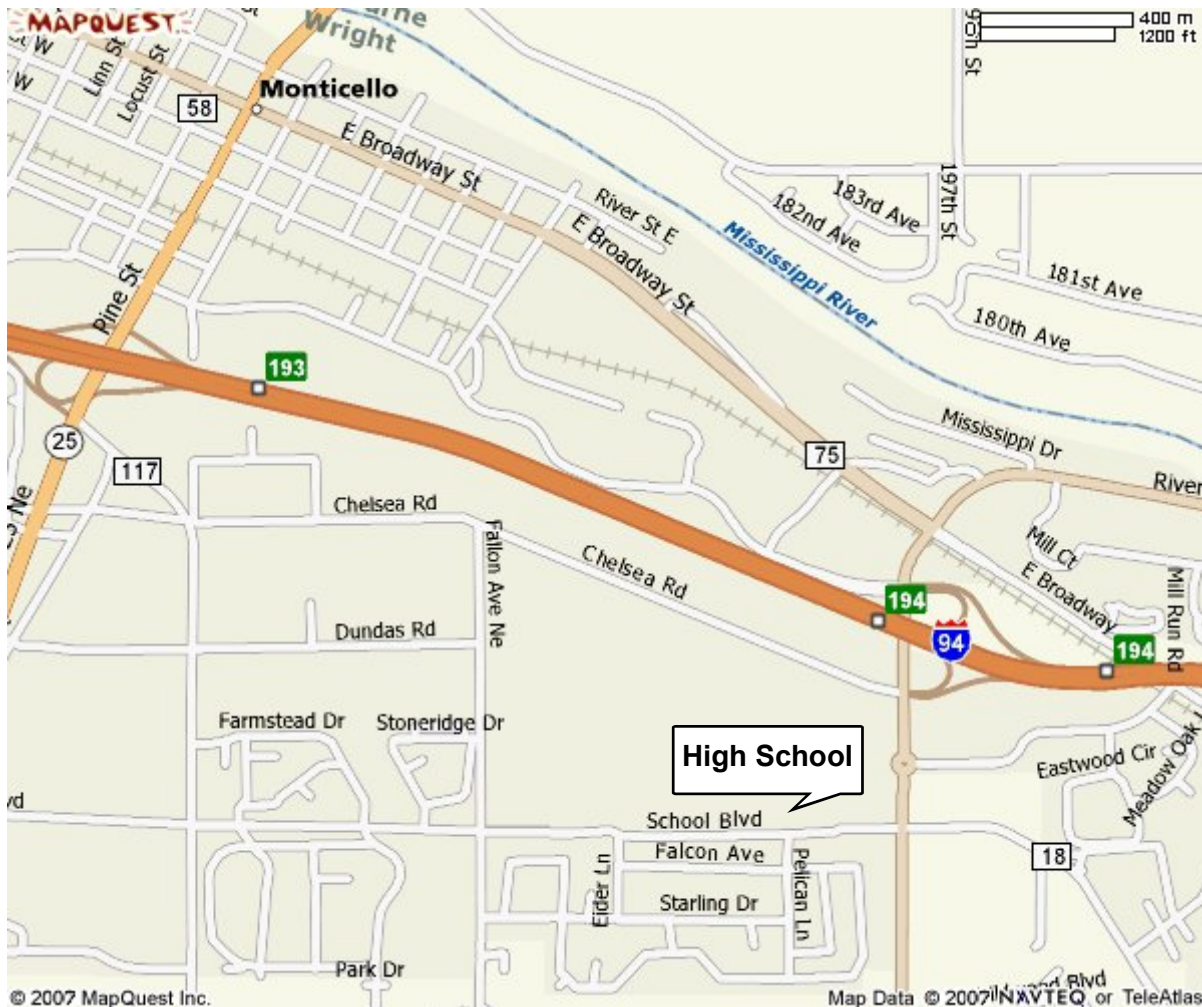 MAPQUEST
400 m
1200 ft
Wright
W
W
Linn St
Locust St
58
Monticello
E Broadway St
River St E
E Broadway St
Mississippi River
183rd Ave
182nd Ave
197th St
181st Ave
180th Ave
Pine St
193
25
117
Mississippi Dr
75
River
Chelsea Rd
Fallon Ave Ne
Chelsea Rd
Mill Ct
E Broadway
Mill Run Rd
194
94
194
Dundas Rd
Farmstead Dr
Stoneridge Dr
High School
Eastwood Cir
Meadow Oak
School Blvd
Falcon Ave
18
Eider Ln
Pelican Ln
Starling Dr
Park Dr
© 2007 MapQuest Inc.
Map Data © 2007 NAVTEQ or TeleAtlas